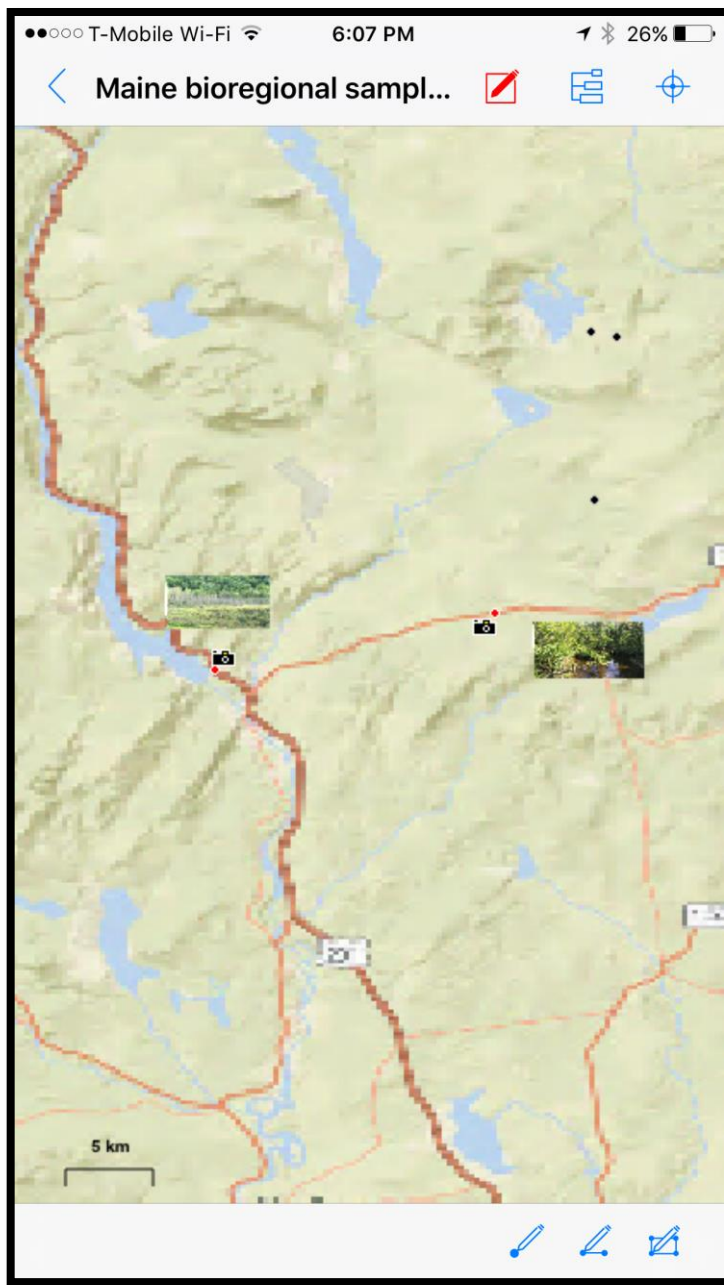 ●●○○○ T-Mobile Wi-Fi 6:07 PM 26%
Maine bioregional sampl...
5 km